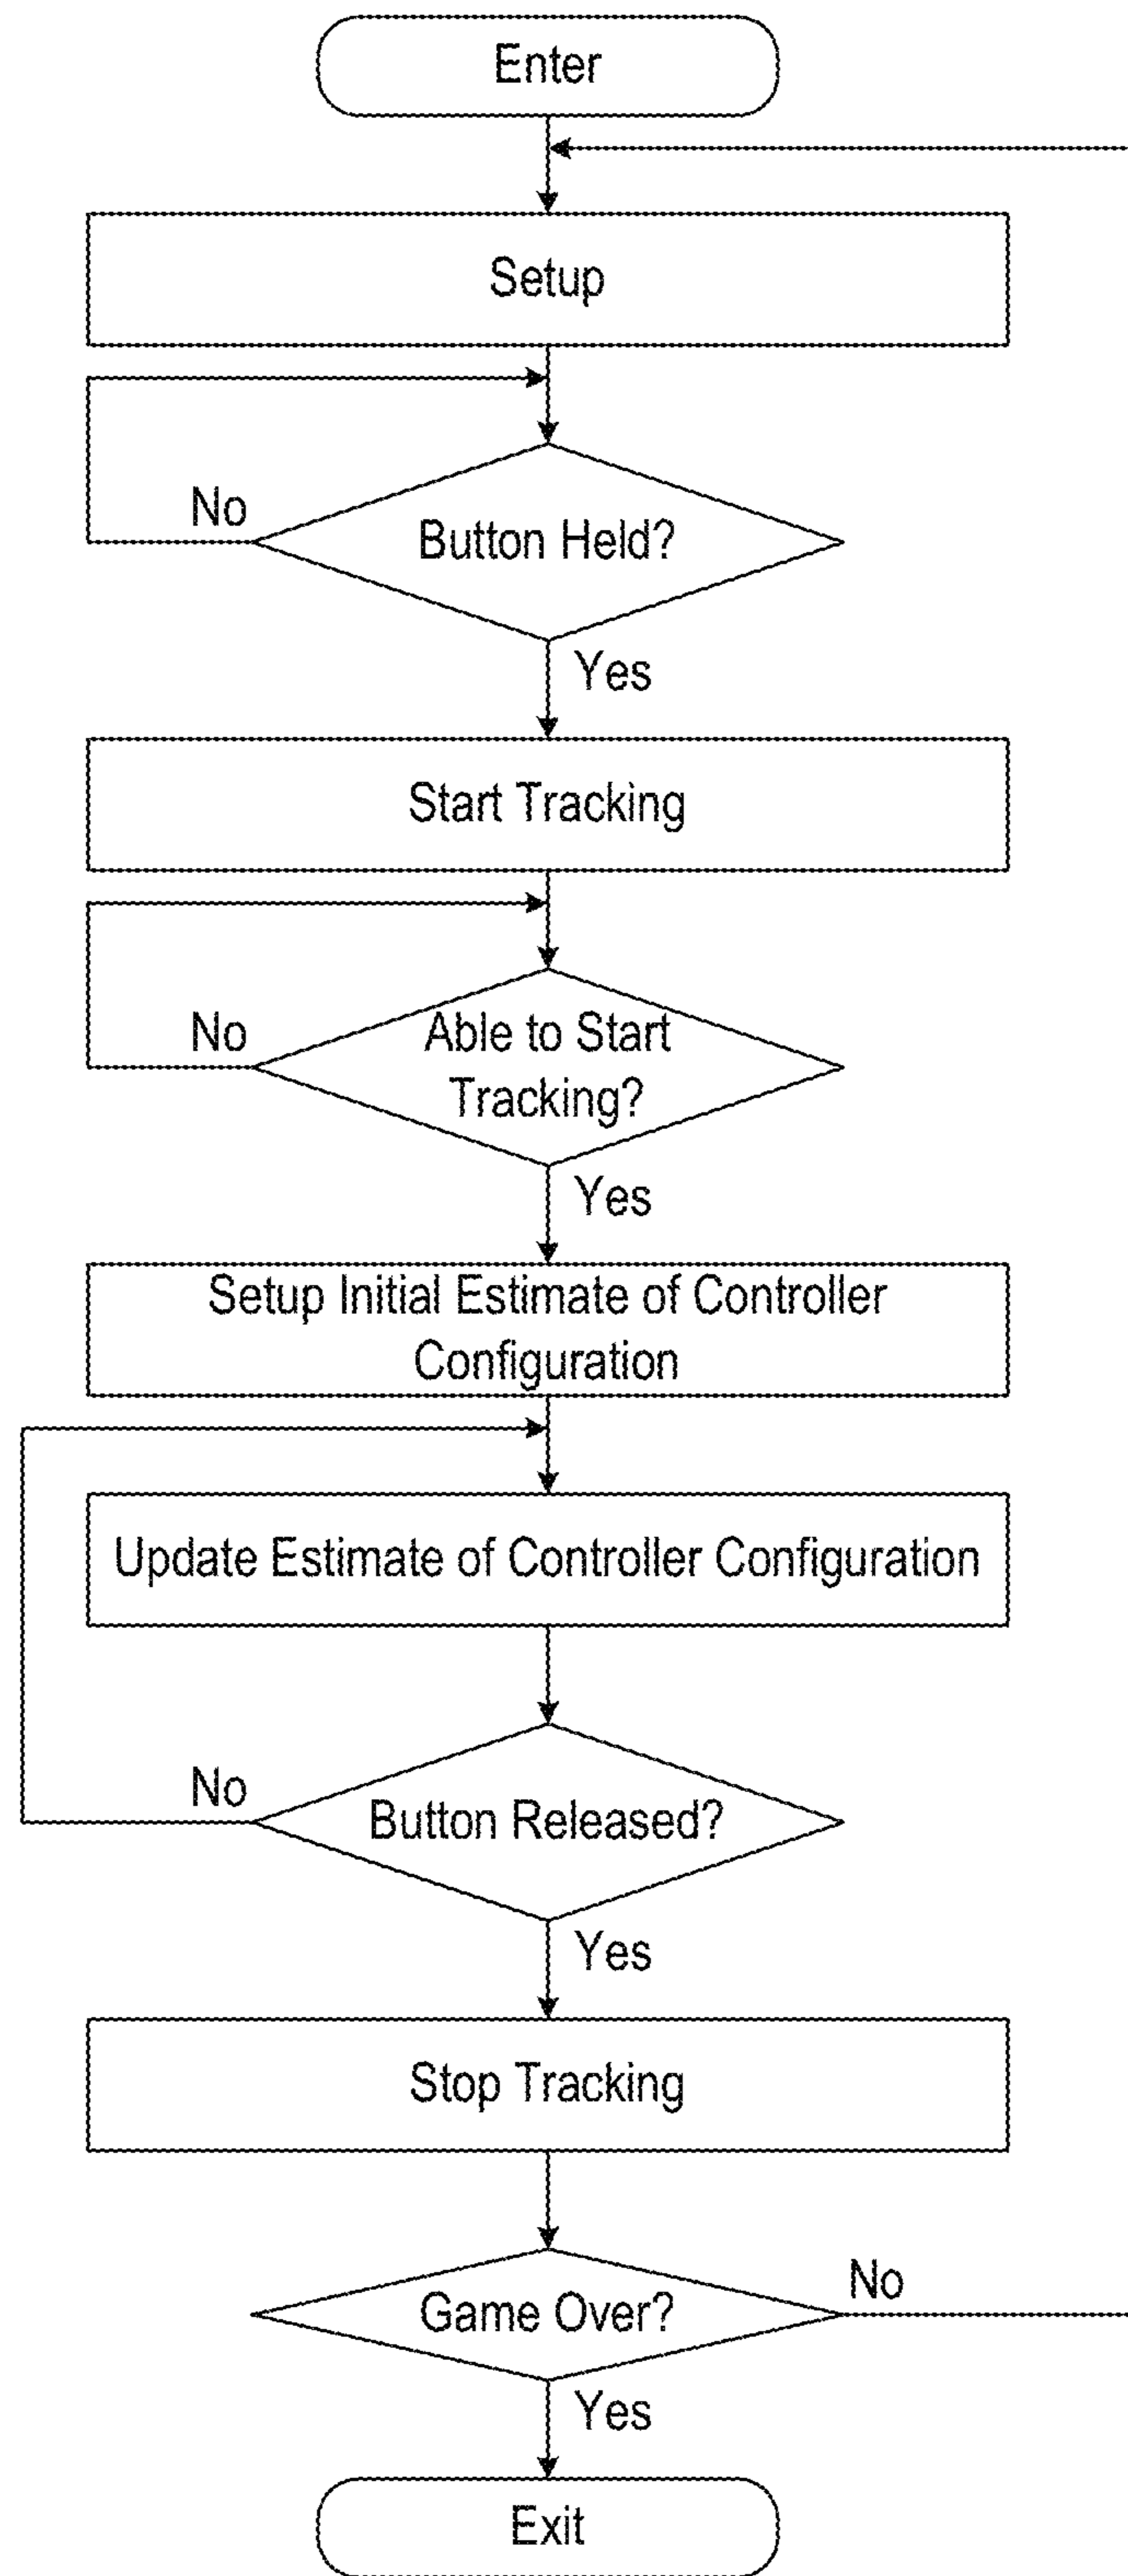 Enter
Setup
No
Button Held?
Yes
Start Tracking
No
Able to Start
Tracking?
Yes
Setup Initial Estimate of Controller
Configuration
Update Estimate of Controller Configuration
No
Button Released?
Yes
Stop Tracking
No
Game Over?
Yes
Exit